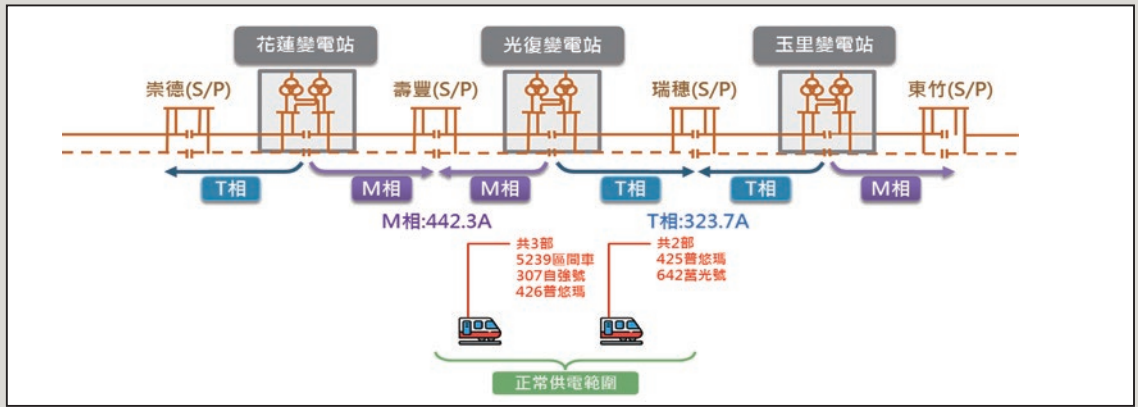 花蓮變電站
光復變電站
玉里變電站
崇德(S/P)
壽豐(S/P)
瑞穗(S/P)
東竹(S/P)
T相
M相
M相
T相
T相
M相
M相:442.3A
T相:323.7A
共3部
5239區間車
307自強號
426普悠瑪
共2部
425普悠瑪
642莒光號
正常供電範圍